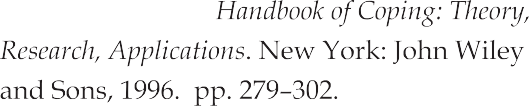 Handbook of Coping: Theory,
Research, Applications. New York: John Wiley
and Sons, 1996.  pp. 279–302.